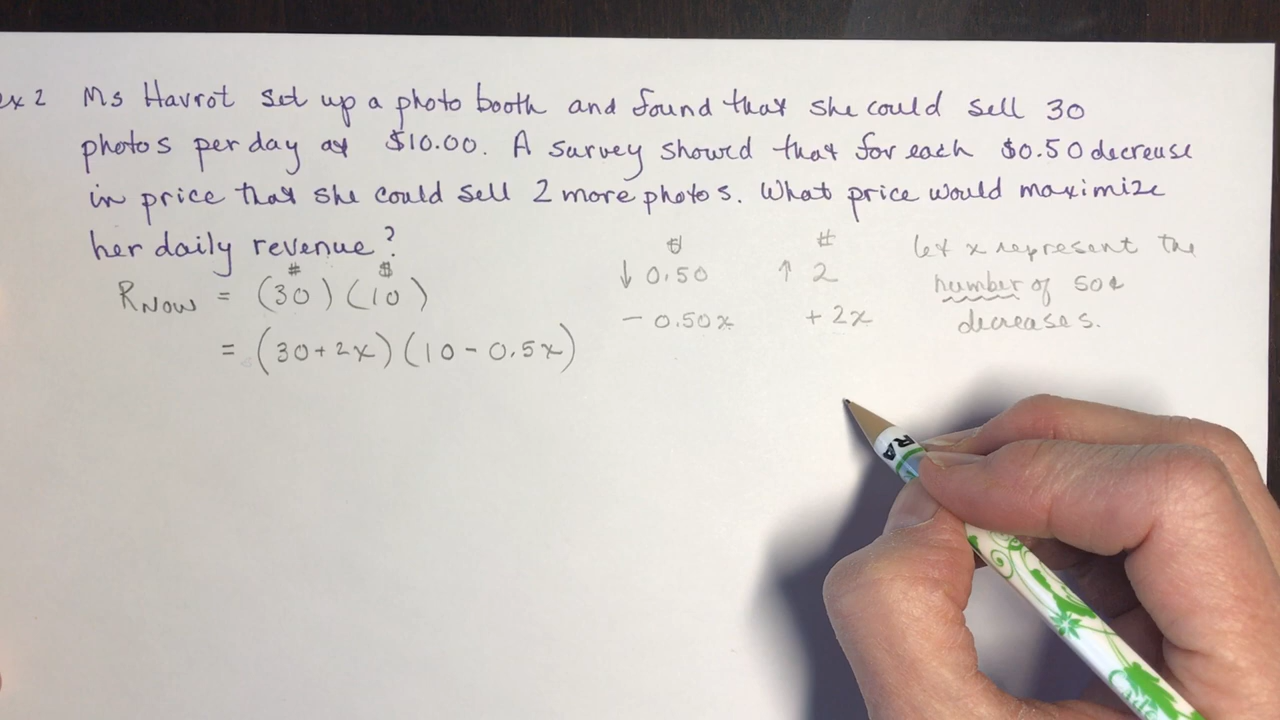 ex 2 Ms Havrot set up a photo booth and found that she could sell 30
photos per day at $10.00. A survey showed that for each $0.50 decrease
in price that she could sell 2 more photos. What price would maximize
her daily revenue?
# $
R NOW = (30)(10)
= (30+2x)(10-0.5x)
$ #
↓ 0.50 ↑ 2
- 0.50x + 2x
let x represent the
number of 50¢
decreases.
RA